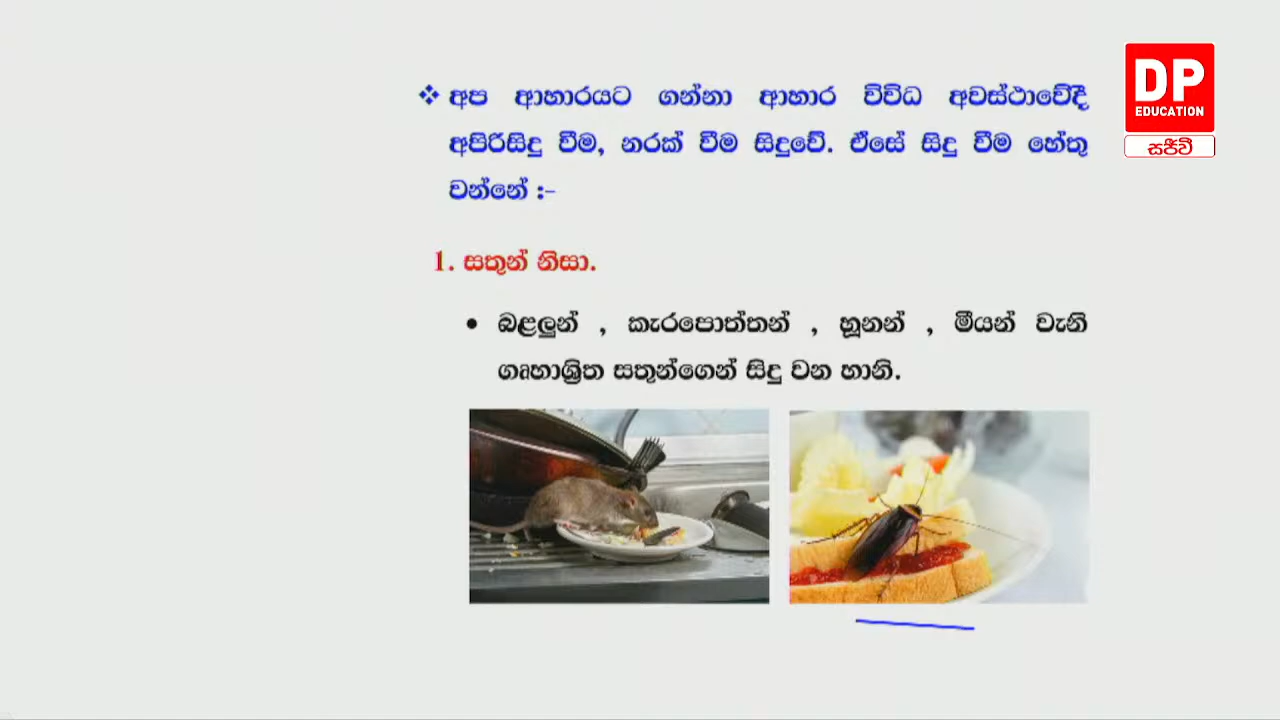 ❖ අප ආහාරයට ගන්නා ආහාර විවිධ අවස්ථාවේදී
අපිරිසිදු වීම, නරක් වීම සිදුවේ. ඒසේ සිදු වීම හේතු
වන්නේ :-
1. සතුන් නිසා.
• බළලුන් , කැරපොත්තන් , හූනන් , මීයන් වැනි
ගෘහාශ්‍රිත සතුන්ගෙන් සිදු වන හානි.
DP
EDUCATION
සජීවී